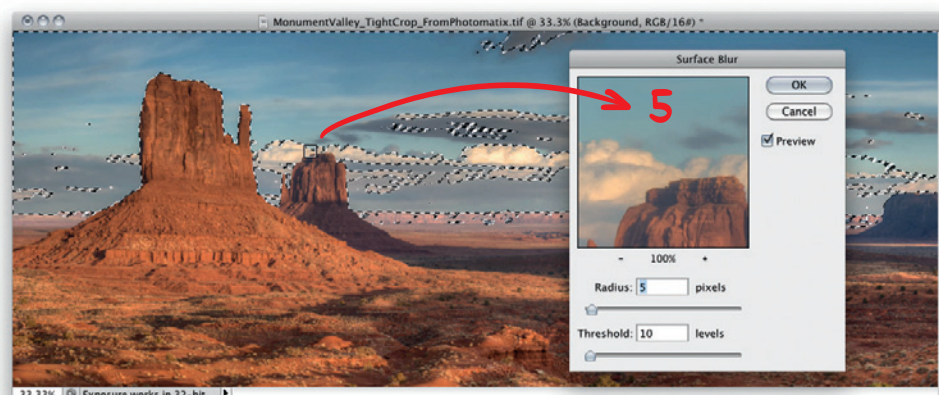 MonumentValley_TightCrop_FromPhotomatix.tif @ 33.3% (Background, RGB/16#) *
Surface Blur
5
OK
Cancel
Preview
- 100% +
Radius: 5 pixels
Threshold: 10 levels
33.33% Exposure works in 32-bit